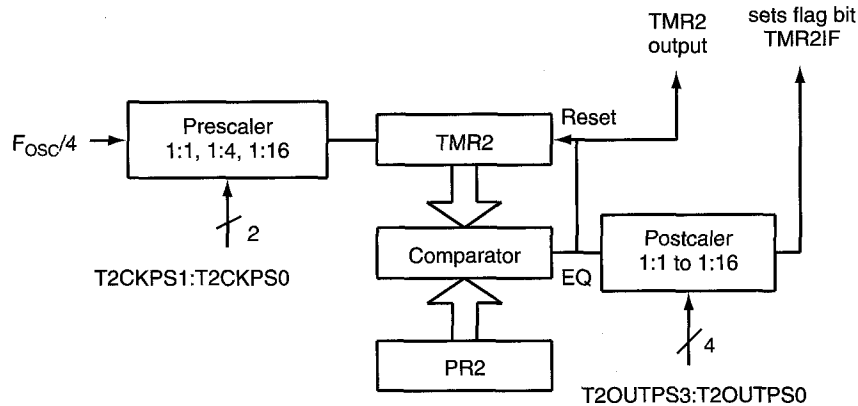 TMR2
output
sets flag bit
TMR2IF
Prescaler
1:1, 1:4, 1:16
FOSC/4
TMR2
Reset
2
T2CKPS1:T2CKPS0
Comparator
EQ
Postcaler
1:1 to 1:16
PR2
4
T2OUTPS3:T2OUTPS0